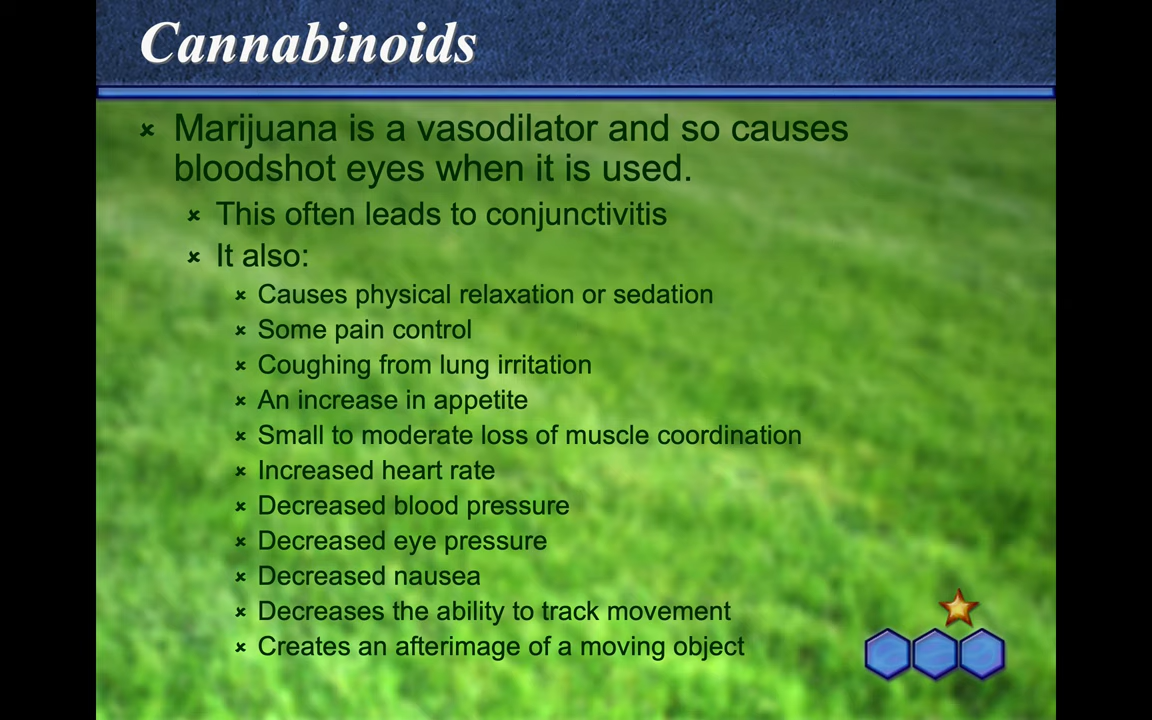 Cannabinoids
Marijuana is a vasodilator and so causes
bloodshot eyes when it is used.
This often leads to conjunctivitis
It also:
Causes physical relaxation or sedation
Some pain control
Coughing from lung irritation
An increase in appetite
Small to moderate loss of muscle coordination
Increased heart rate
Decreased blood pressure
Decreased eye pressure
Decreased nausea
Decreases the ability to track movement
Creates an afterimage of a moving object